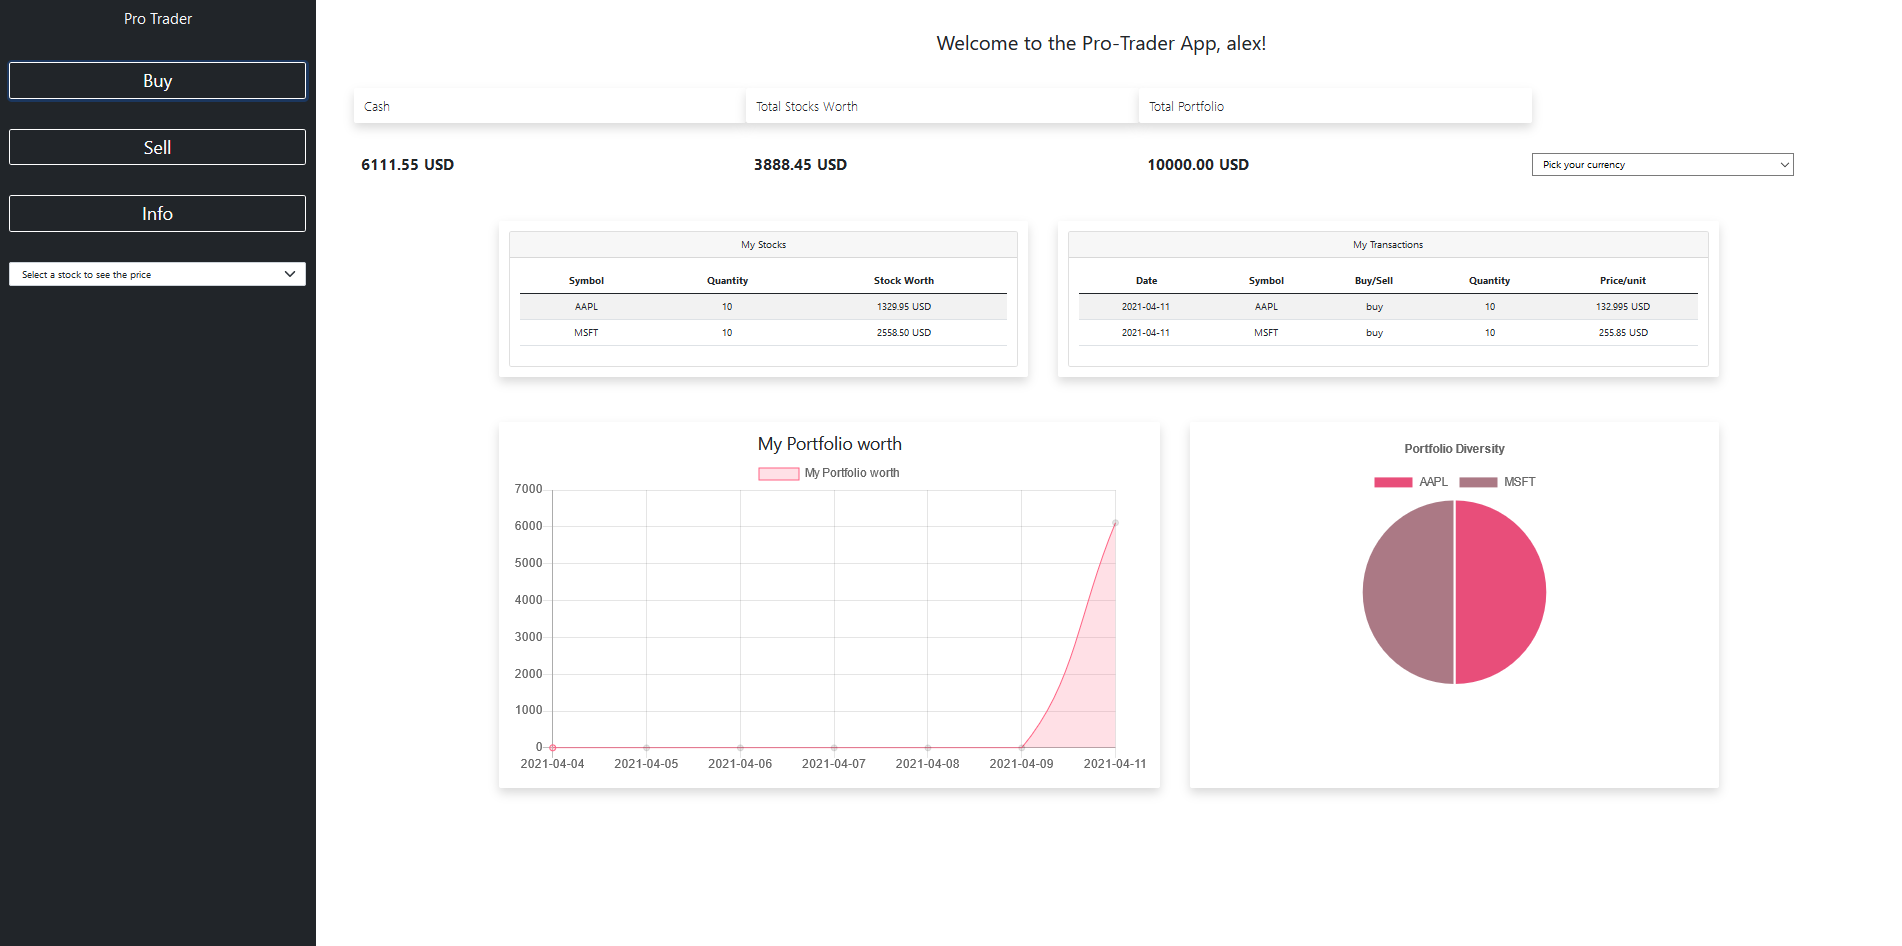 Pro Trader
Buy
Sell
Info
Select a stock to see the price
Welcome to the Pro-Trader App, alex!
Cash Total Stocks Worth Total Portfolio
6111.55 USD 3888.45 USD 10000.00 USD Pick your currency
My Stocks
Symbol Quantity Stock Worth
AAPL 10 1329.95 USD
MSFT 10 2558.50 USD
My Transactions
Date Symbol Buy/Sell Quantity Price/unit
2021-04-11 AAPL buy 10 132.995 USD
2021-04-11 MSFT buy 10 255.85 USD
My Portfolio worth
My Portfolio worth
7000
6000
5000
4000
3000
2000
1000
0
2021-04-04 2021-04-05 2021-04-06 2021-04-07 2021-04-08 2021-04-09 2021-04-11
Portfolio Diversity
AAPL MSFT